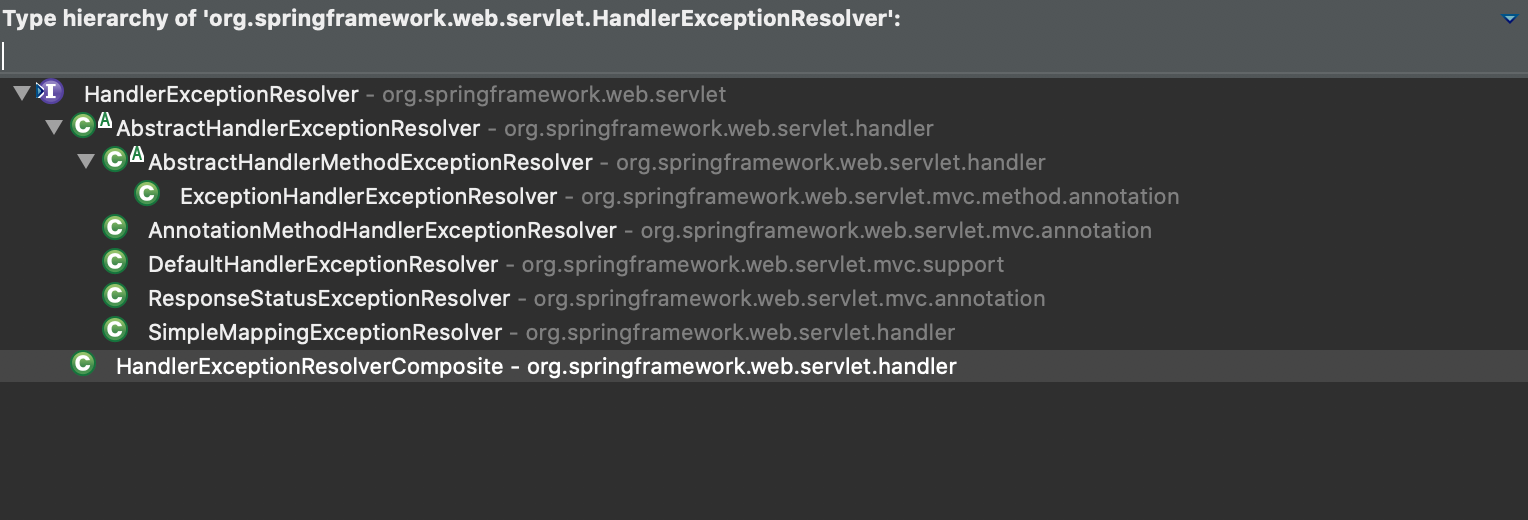 Type hierarchy of 'org.springframework.web.servlet.HandlerExceptionResolver':
HandlerExceptionResolver - org.springframework.web.servlet
AbstractHandlerExceptionResolver - org.springframework.web.servlet.handler
AbstractHandlerMethodExceptionResolver - org.springframework.web.servlet.handler
ExceptionHandlerExceptionResolver - org.springframework.web.servlet.mvc.method.annotation
AnnotationMethodHandlerExceptionResolver - org.springframework.web.servlet.mvc.annotation
DefaultHandlerExceptionResolver - org.springframework.web.servlet.mvc.support
ResponseStatusExceptionResolver - org.springframework.web.servlet.mvc.annotation
SimpleMappingExceptionResolver - org.springframework.web.servlet.handler
HandlerExceptionResolverComposite - org.springframework.web.servlet.handler